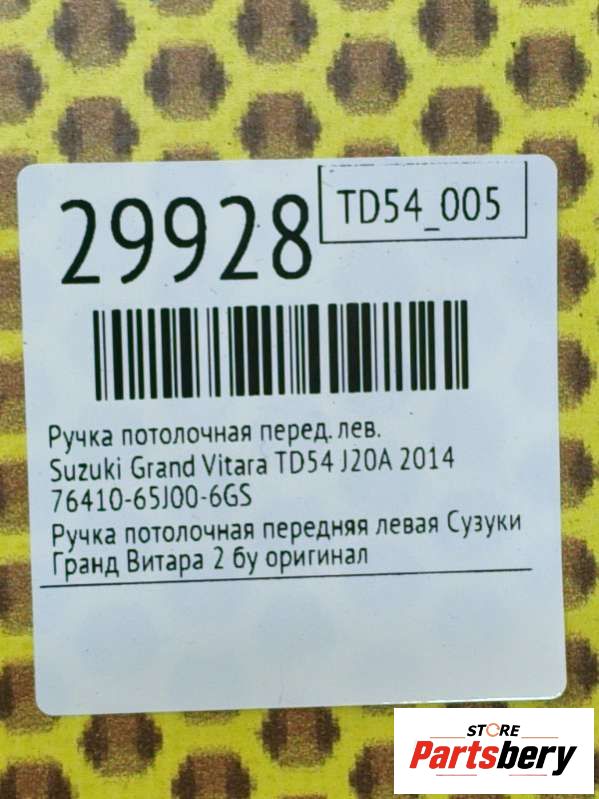 29928
TD54_005
Ручка потолочная перед. лев.
Suzuki Grand Vitara TD54 J20A 2014
76410-65J00-6GS
Ручка потолочная передняя левая Сузуки
Гранд Витара 2 бу оригинал
STORE
Partsbery